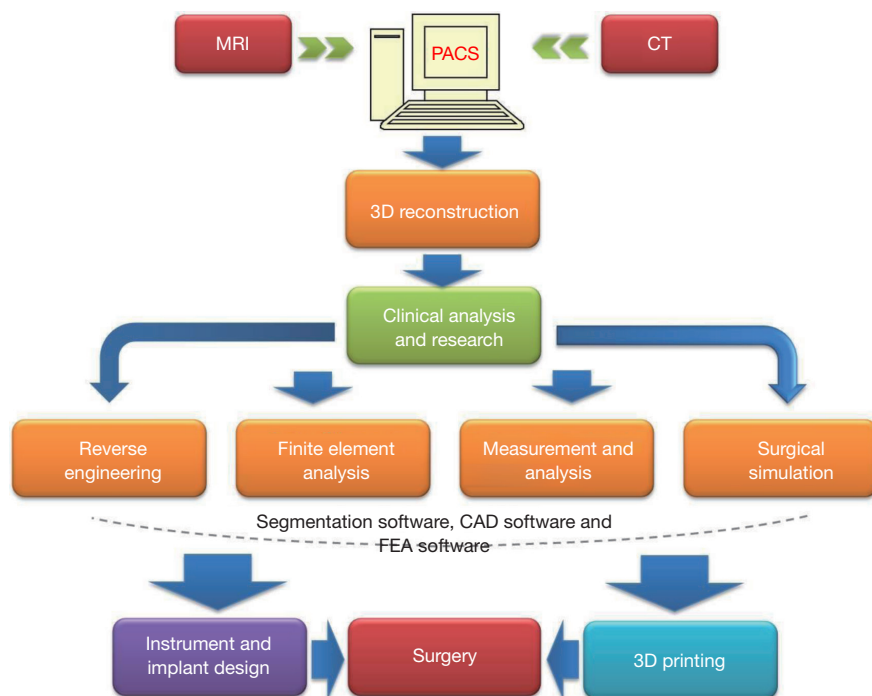 MRI
PACS
CT
3D reconstruction
Clinical analysis
and research
Reverse
engineering
Finite element
analysis
Measurement and
analysis
Surgical
simulation
Segmentation software, CAD software and
FEA software
Instrument and
implant design
Surgery
3D printing